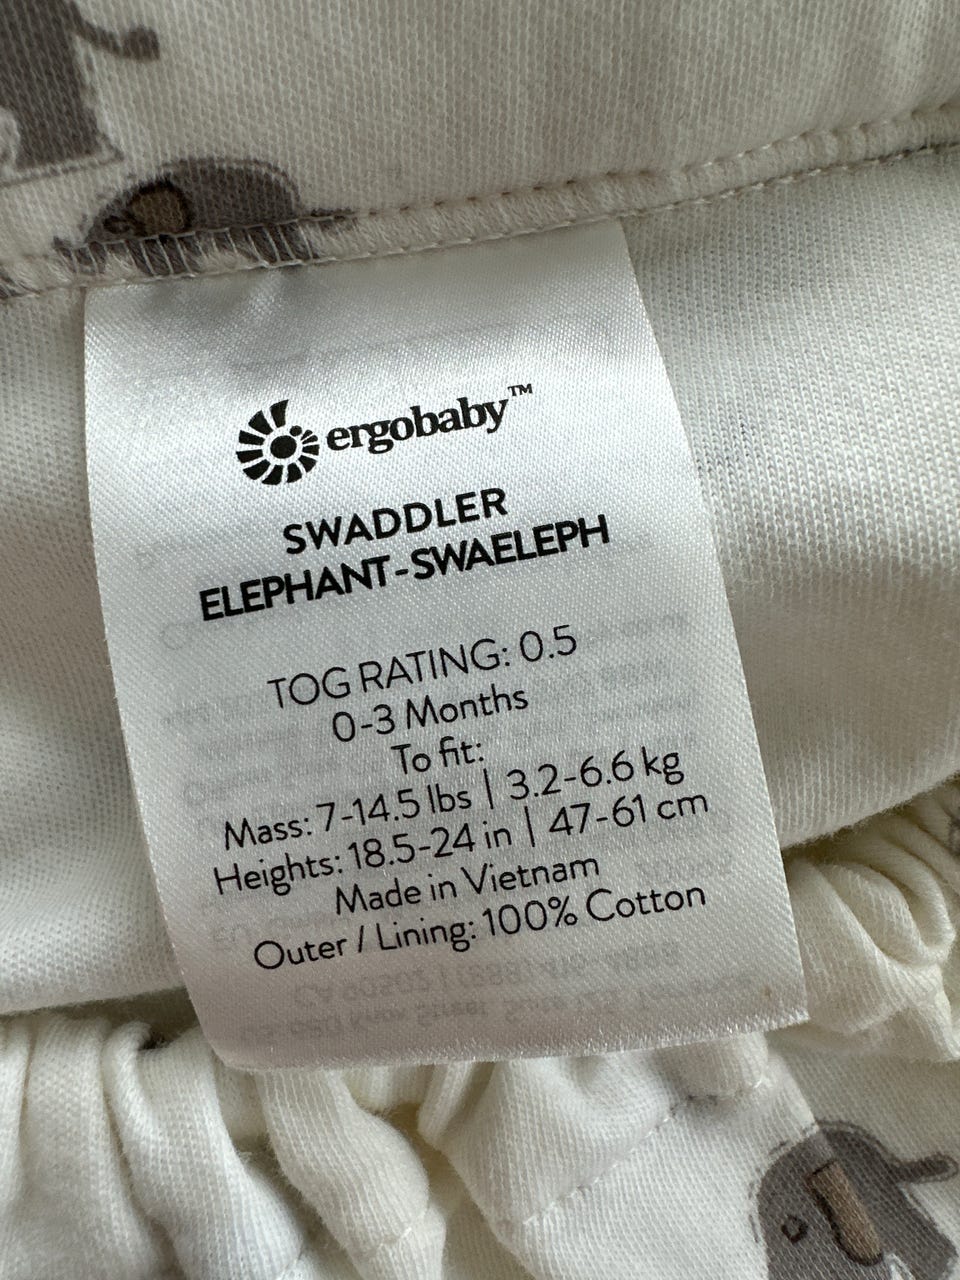 ergobaby™
SWADDLER
ELEPHANT-SWAELEPH
TOG RATING: 0.5
0-3 Months
To fit:
Mass: 7-14.5 lbs | 3.2-6.6 kg
Heights: 18.5-24 in | 47-61 cm
Made in Vietnam
Outer / Lining: 100% Cotton